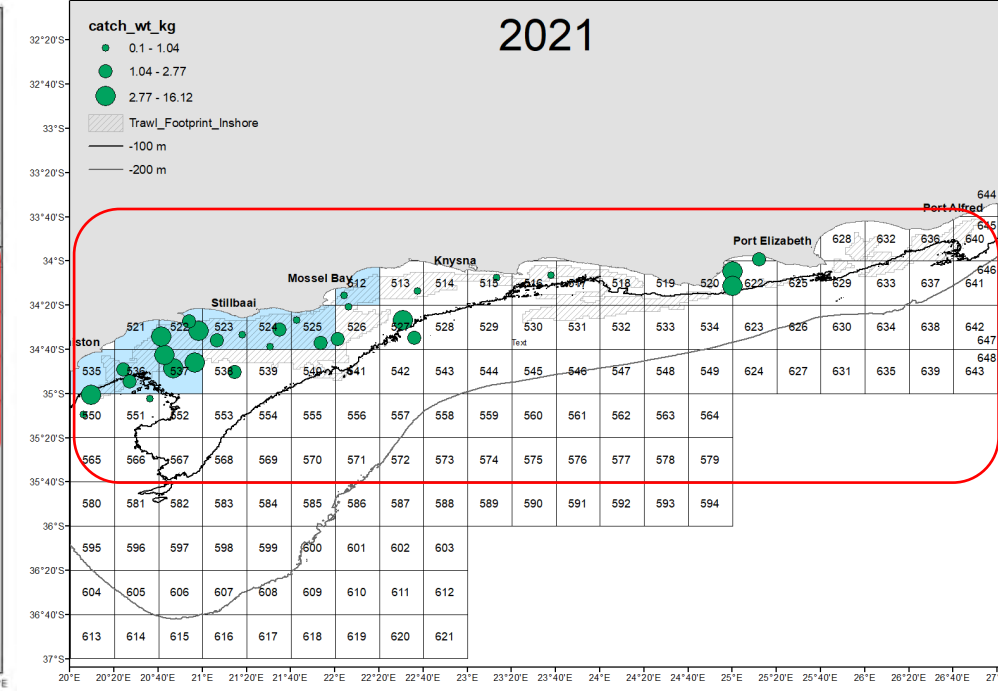 2021
catch_wt_kg
0.1 - 1.04
1.04 - 2.77
2.77 - 16.12
Trawl_Footprint_Inshore
-100 m
-200 m
32°20'S
32°40'S
33°S
33°20'S
33°40'S
34°S
34°20'S
34°40'S
35°S
35°20'S
35°40'S
36°S
36°20'S
36°40'S
37°S
644
Port Alfred
645
Port Elizabeth 628 632 636 640
Knysna
646
Mossel Bay 512 513 514 515 516 517 518 519 520 622 625 629 633 637 641
Stillbaai
521 522 523 524 525 526 527 528 529 530 531 532 533 534 623 626 630 634 638 642
647
nston
Text
648
535 536 537 538 539 540 541 542 543 544 545 546 547 548 549 624 627 631 635 639 643
550 551 552 553 554 555 556 557 558 559 560 561 562 563 564
565 566 567 568 569 570 571 572 573 574 575 576 577 578 579
580 581 582 583 584 585 586 587 588 589 590 591 592 593 594
595 596 597 598 599 600 601 602 603
604 605 606 607 608 609 610 611 612
613 614 615 616 617 618 619 620 621
20°E 20°20'E 20°40'E 21°E 21°20'E 21°40'E 22°E 22°20'E 22°40'E 23°E 23°20'E 23°40'E 24°E 24°20'E 24°40'E 25°E 25°20'E 25°40'E 26°E 26°20'E 26°40'E 27°